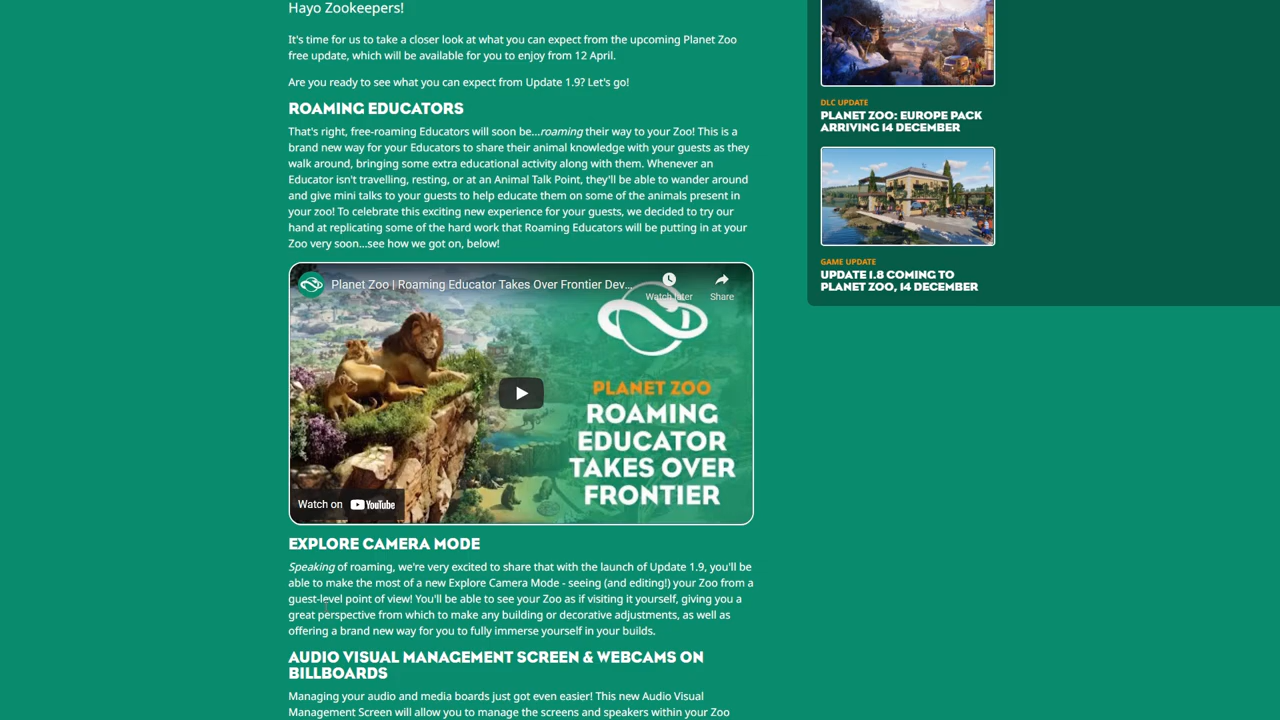 Hayo Zookeepers!
It's time for us to take a closer look at what you can expect from the upcoming Planet Zoo
free update, which will be available for you to enjoy from 12 April.
Are you ready to see what you can expect from Update 1.9? Let's go!
ROAMING EDUCATORS
That's right, free-roaming Educators will soon be...roaming their way to your Zoo! This is a
brand new way for your Educators to share their animal knowledge with your guests as they
walk around, bringing some extra educational activity along with them. Whenever an
Educator isn't travelling, resting, or at an Animal Talk Point, they'll be able to wander around
and give mini talks to your guests to help educate them on some of the animals present in
your zoo! To celebrate this exciting new experience for your guests, we decided to try our
hand at replicating some of the hard work that Roaming Educators will be putting in at your
Zoo very soon...see how we got on, below!
Planet Zoo | Roaming Educator Takes Over Frontier Dev...
Watch later
Share
PLANET ZOO
ROAMING
EDUCATOR
TAKES OVER
FRONTIER
Watch on YouTube
EXPLORE CAMERA MODE
Speaking of roaming, we're very excited to share that with the launch of Update 1.9, you'll be
able to make the most of a new Explore Camera Mode - seeing (and editing!) your Zoo from a
guest-level point of view! You'll be able to see your Zoo as if visiting it yourself, giving you a
great perspective from which to make any building or decorative adjustments, as well as
offering a brand new way for you to fully immerse yourself in your builds.
AUDIO VISUAL MANAGEMENT SCREEN & WEBCAMS ON
BILLBOARDS
Managing your audio and media boards just got even easier! This new Audio Visual
Management Screen will allow you to manage the screens and speakers within your Zoo
DLC UPDATE
PLANET ZOO: EUROPE PACK
ARRIVING 14 DECEMBER
GAME UPDATE
UPDATE 1.8 COMING TO
PLANET ZOO, 14 DECEMBER